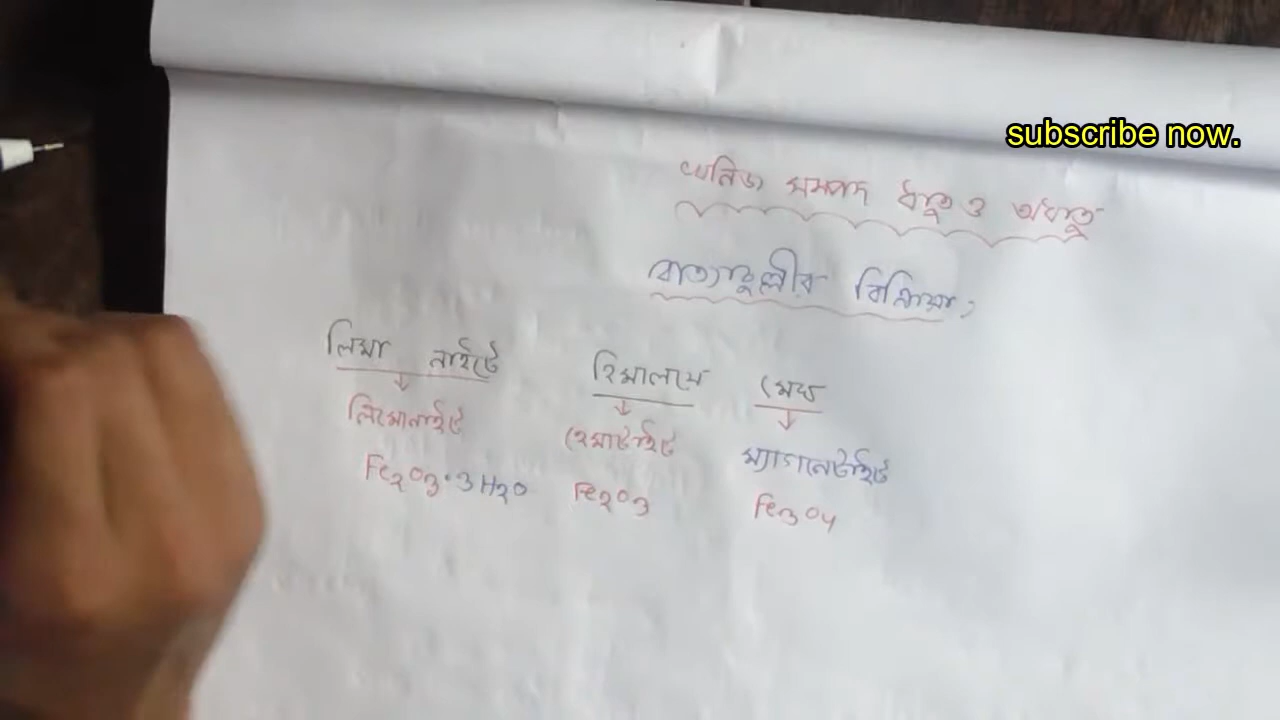 subscribe now.
খনিজ সম্পদ ধাতু ও অধাতু
বাত্যাচুল্লীর বিক্রিয়া,
লিমা নাইটে হিমালয়ে মেঘ
লিমোনাইট হেমাটাইট ম্যাগনেটাইট
Fe₂O₃·3H₂O Fe₂O₃ Fe₃O₄